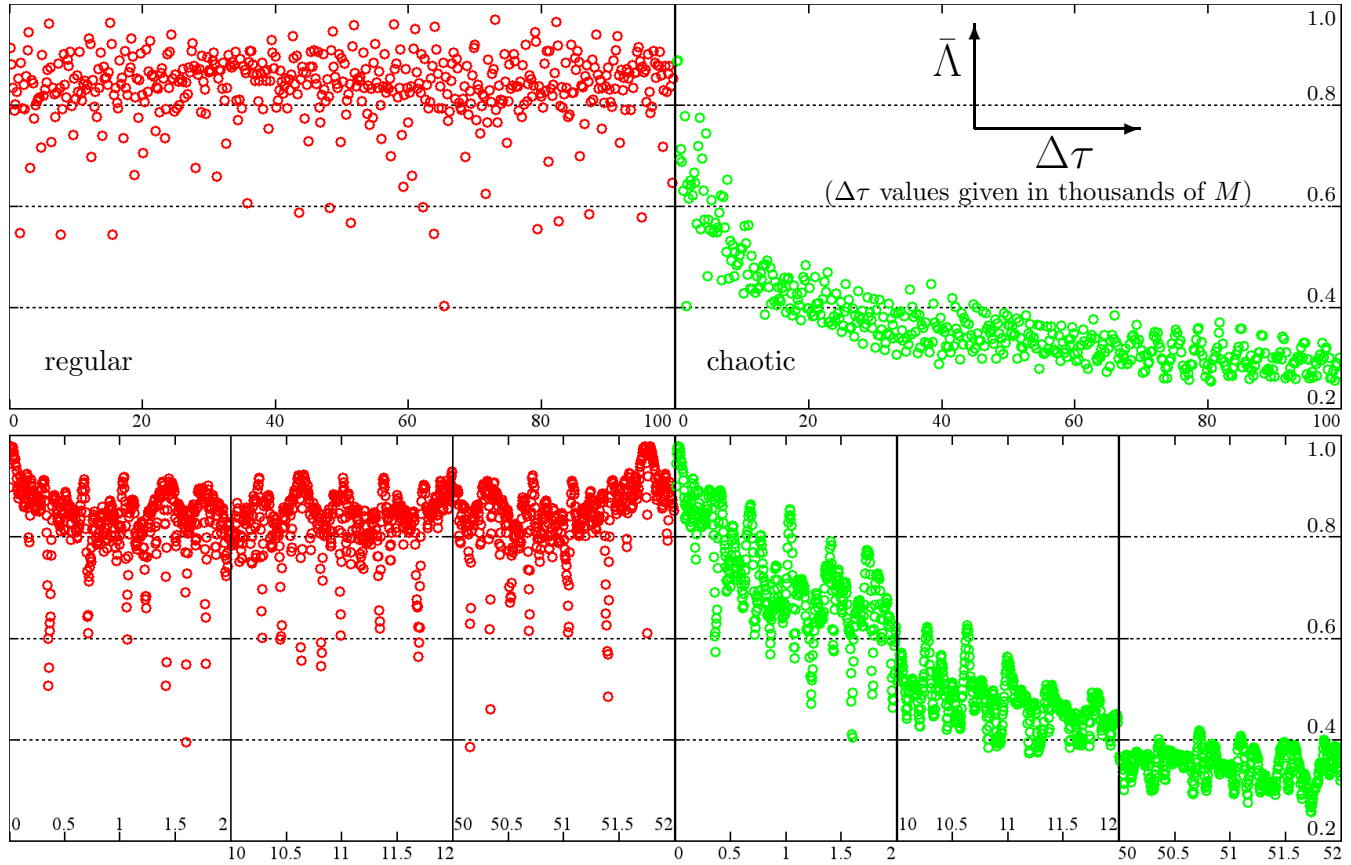 1.0
Λ̄
0.8
Δτ
(Δτ values given in thousands of M)
0.6
0.4
regular
chaotic
0.2
0 20 40 60 80 100 0 20 40 60 80 100
1.0
0.8
0.6
0.4
0 0.5 1 1.5 2 50 50.5 51 51.5 52 10 10.5 11 11.5 12 0.2
10 10.5 11 11.5 12 0 0.5 1 1.5 2 50 50.5 51 51.5 52